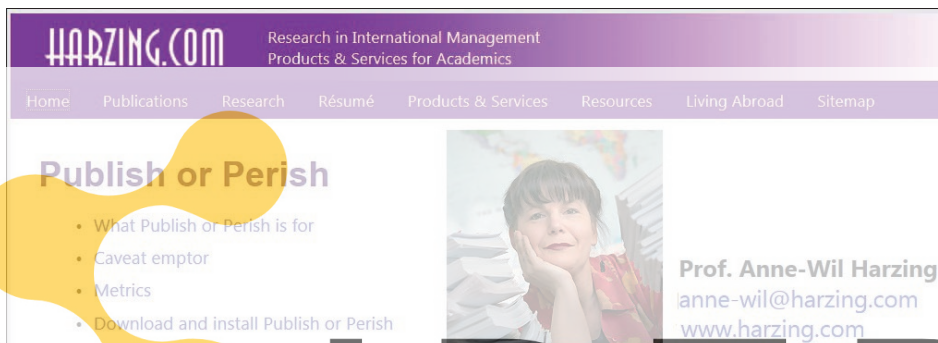 HARZING.COM
Research in International Management
Products & Services for Academics
Home Publications Research Résumé Products & Services Resources Living Abroad Sitemap
Publish or Perish
What Publish or Perish is for
Caveat emptor
Metrics
Download and install Publish or Perish
Prof. Anne-Wil Harzing
anne-wil@harzing.com
www.harzing.com